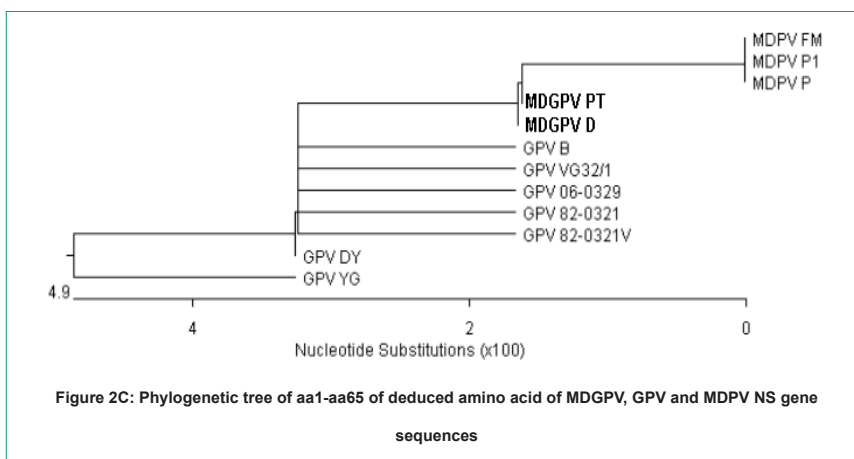 MDPV FM
MDPV P1
MDPV P
MDGPV PT
MDGPV D
GPV B
GPV VG32/1
GPV 06-0329
GPV 82-0321
GPV 82-0321V
GPV DY
GPV YG
4.9
4 2 0
Nucleotide Substitutions (x100)
Figure 2C: Phylogenetic tree of aa1-aa65 of deduced amino acid of MDGPV, GPV and MDPV NS gene
sequences